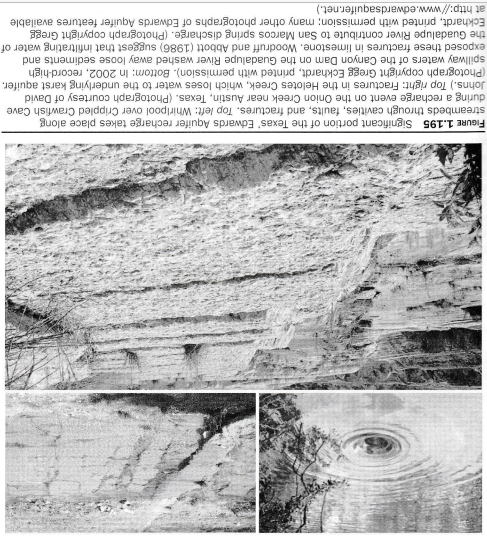 FIGURE 1.195 Significant portion of the Texas' Edwards Aquifer recharge takes place along
streambeds through cavities, faults, and fractures. Top left: Whirlpool over Crippled Crawfish Cave
during a recharge event on the Onion Creek near Austin, Texas. (Photograph courtesy of David
Johns.) Top right: Fractures in the Helotes Creek, which loses water to the underlying karst aquifer.
(Photograph copyright Gregg Eckhardt, printed with permission). Bottom: In 2002, record-high
spillway waters of the Canyon Dam on the Guadalupe River washed away loose sediments and
exposed these fractures in limestone. Woodruff and Abbott (1986) suggest that infiltrating water of
the Guadalupe River contribute to San Marcos spring discharge. (Photograph copyright Gregg
Eckhardt, printed with permission; many other photographs of Edwards Aquifer features available
at http://www.edwardsaquifer.net.)